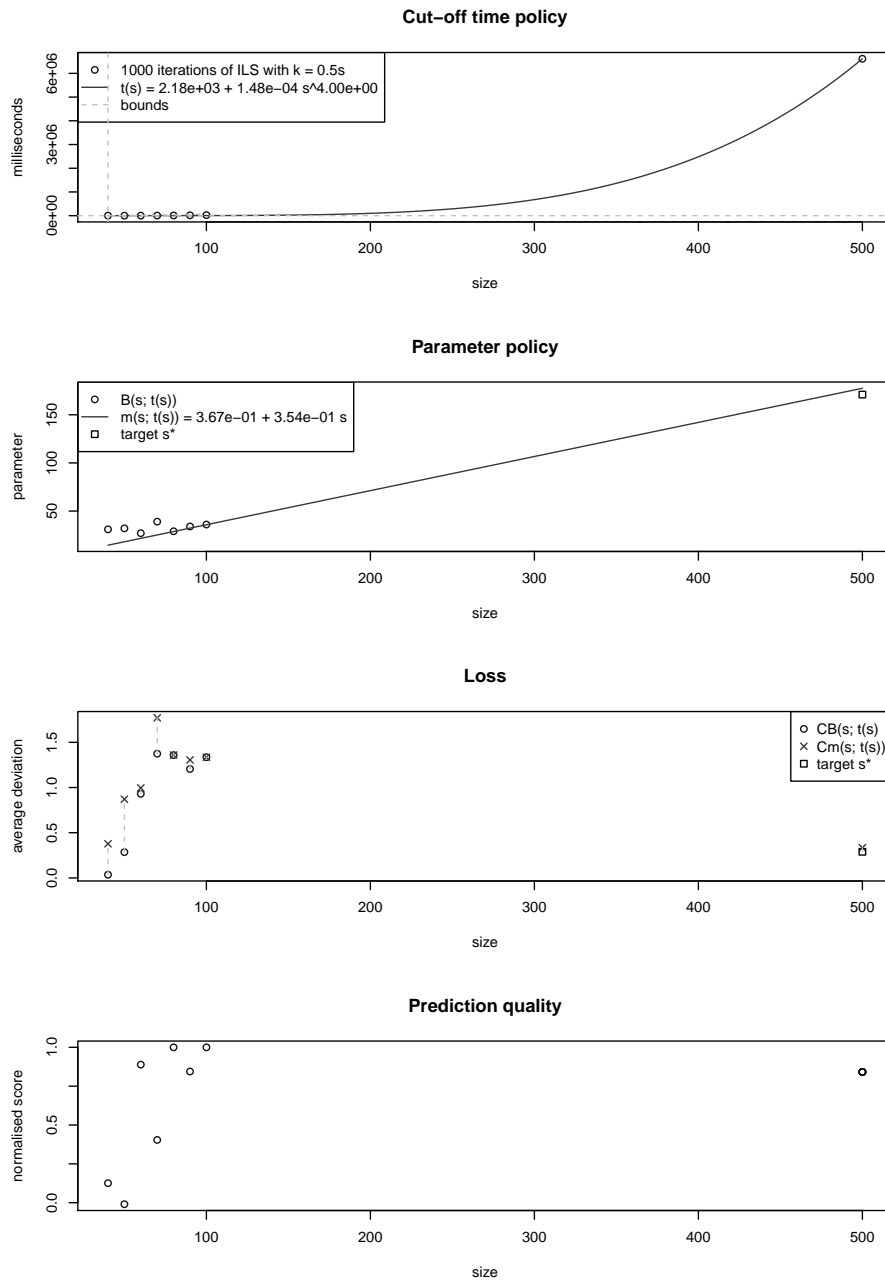 Cut−off time policy
1000 iterations of ILS with k = 0.5s
t(s) = 2.18e+03 + 1.48e−04 s^4.00e+00
bounds
milliseconds
0e+00
3e+06
6e+06
100
200
300
400
500
size
Parameter policy
B(s; t(s))
m(s; t(s)) = 3.67e−01 + 3.54e−01 s
target s*
parameter
50
100
150
100
200
300
400
500
size
Loss
CB(s; t(s)
Cm(s; t(s))
target s*
average deviation
0.0
0.5
1.0
1.5
100
200
300
400
500
size
Prediction quality
normalised score
0.0
0.5
1.0
100
200
300
400
500
size